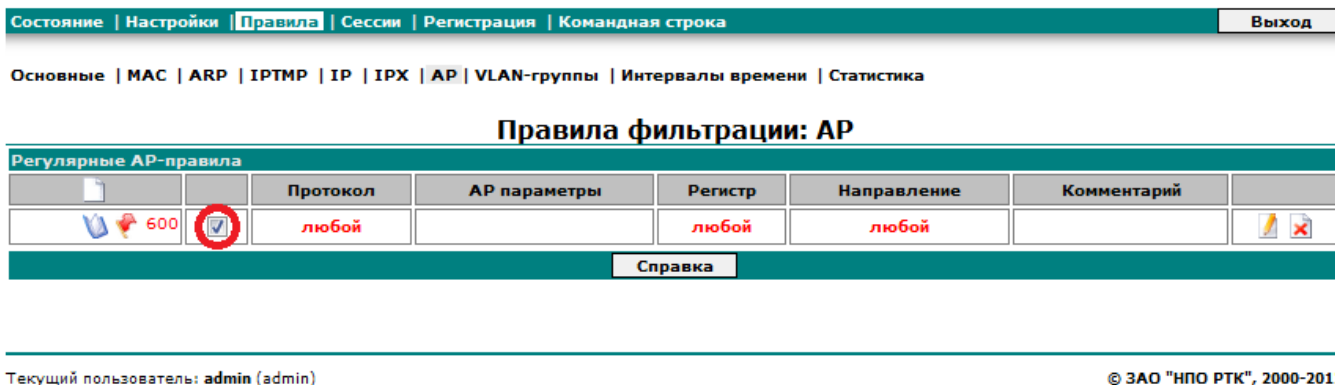 Состояние | Настройки | Правила | Сессии | Регистрация | Командная строка Выход
Основные | MAC | ARP | IPTMP | IP | IPX | AP | VLAN-группы | Интервалы времени | Статистика
Правила фильтрации: AP
Регулярные AP-правила
Протокол AP параметры Регистр Направление Комментарий
600 любой любой любой
Справка
Текущий пользователь: admin (admin) © ЗАО "НПО РТК", 2000-201